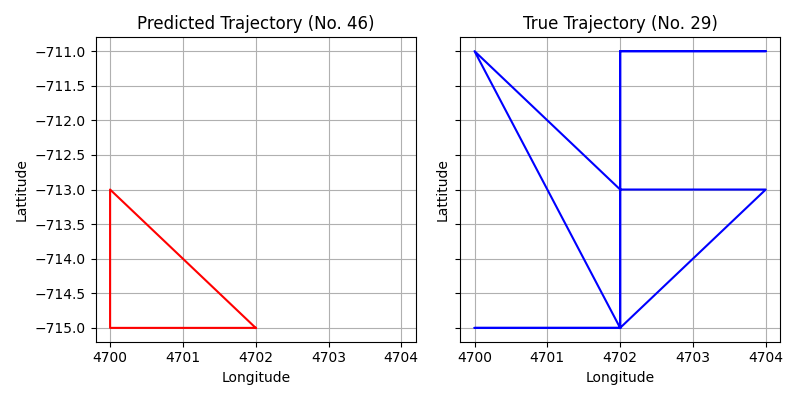 Predicted Trajectory (No. 46)
True Trajectory (No. 29)
Lattitude
−711.0
−711.5
−712.0
−712.5
−713.0
−713.5
−714.0
−714.5
−715.0
4700 4701 4702 4703 4704
Longitude
Lattitude
4700 4701 4702 4703 4704
Longitude